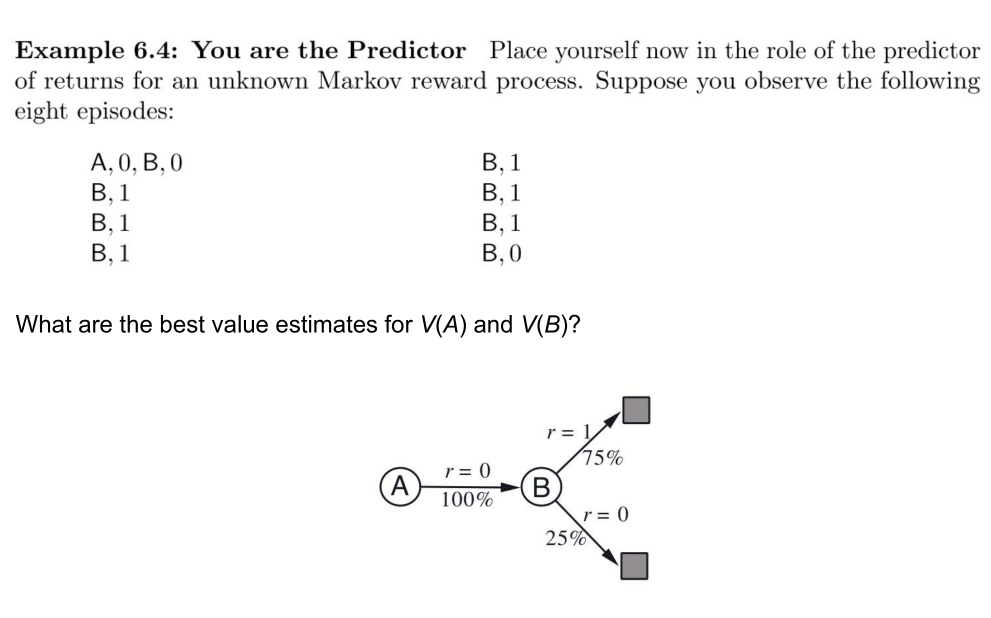 Example 6.4: You are the Predictor Place yourself now in the role of the predictor
of returns for an unknown Markov reward process. Suppose you observe the following
eight episodes:
A, 0, B, 0
B, 1
B, 1
B, 1
B, 1
B, 1
B, 1
B, 0
What are the best value estimates for V(A) and V(B)?
r = 1
75%
A
r = 0
100%
B
r = 0
25%